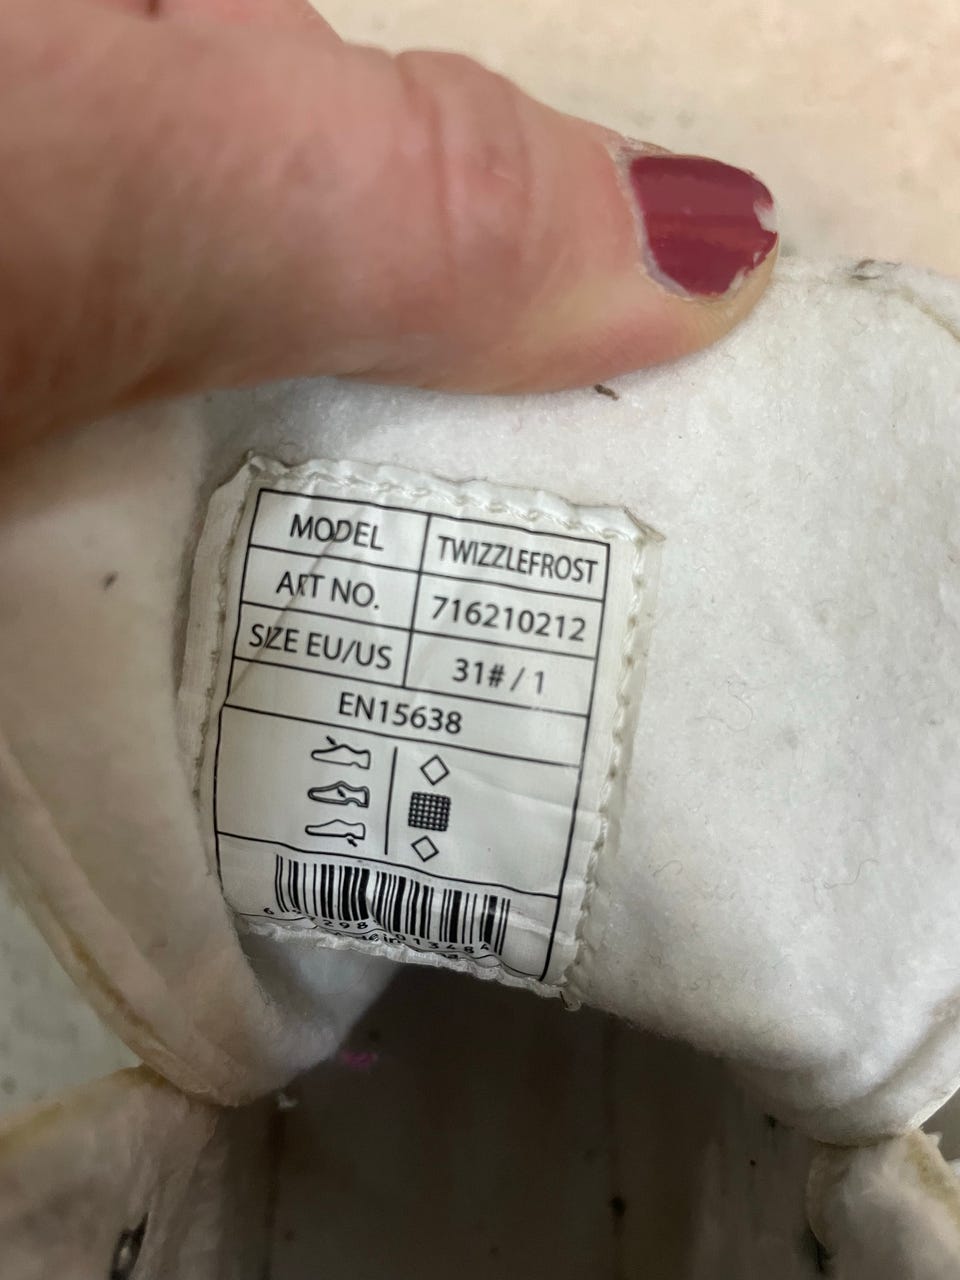 MODEL TWIZZLEFROST
ART NO. 716210212
SIZE EU/US 31# / 1
EN15638